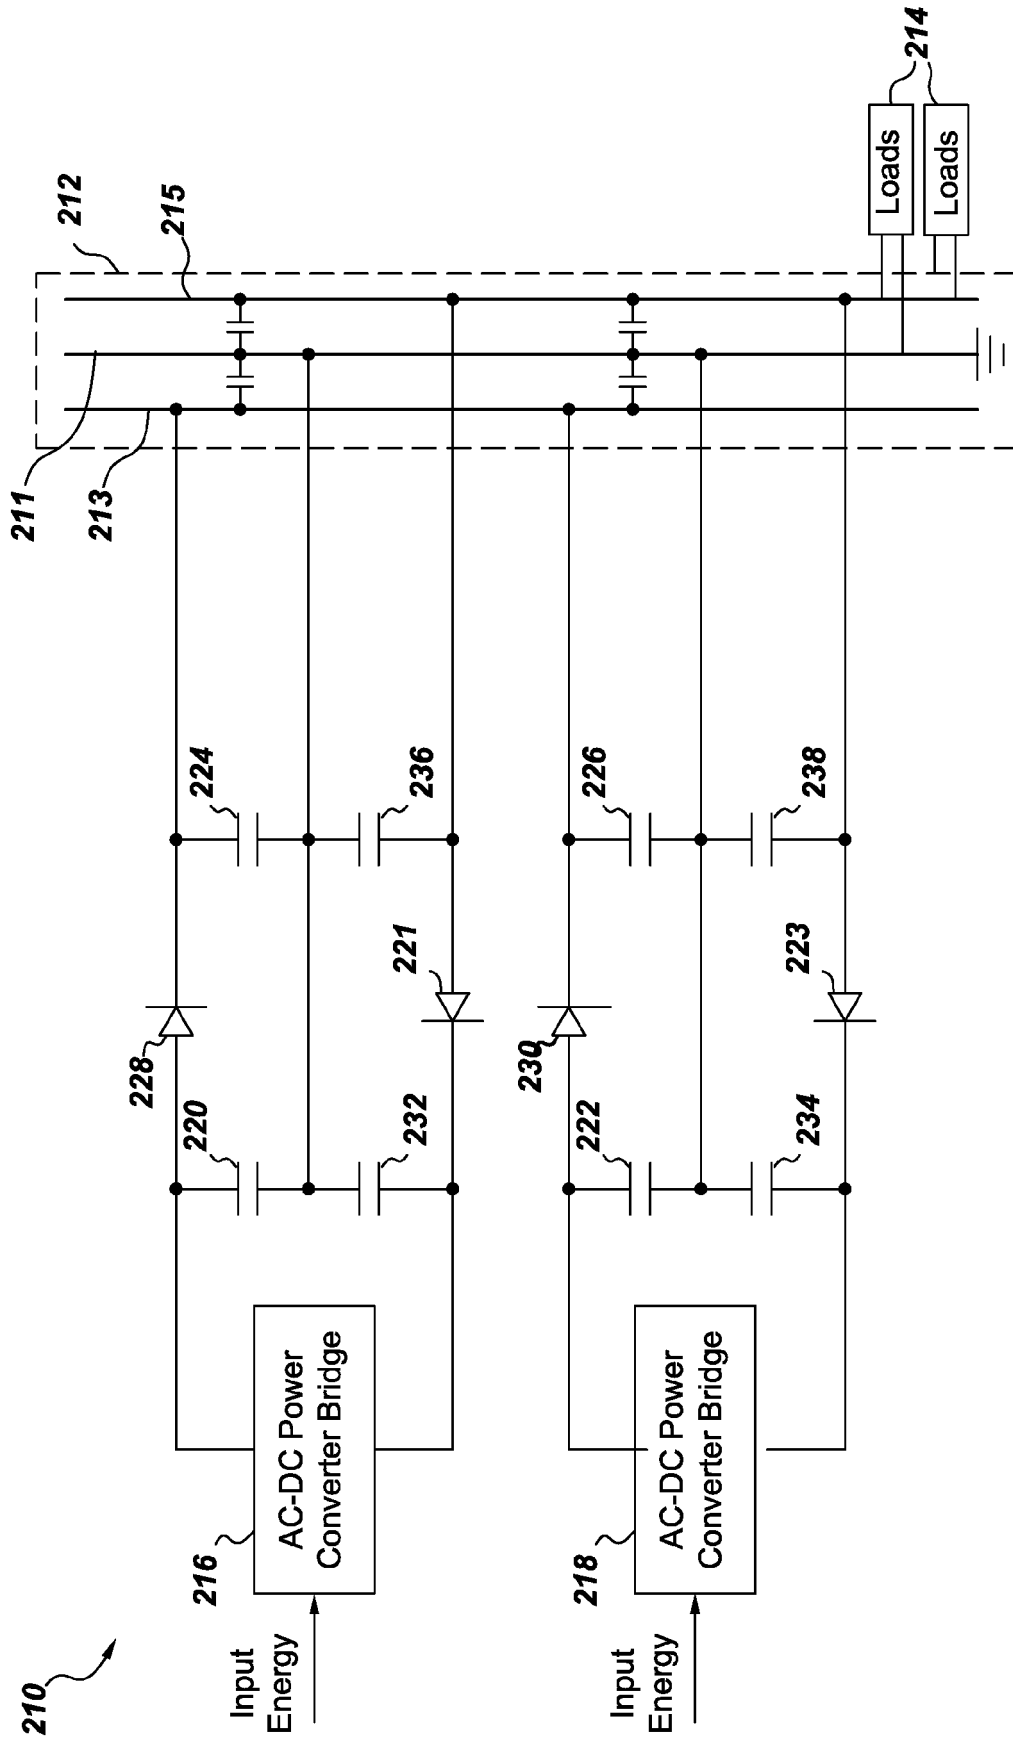 210
Input
Energy
216
AC-DC Power
Converter Bridge
220
232
228
221
224
236
Input
Energy
218
AC-DC Power
Converter Bridge
222
234
230
223
226
238
211
213
212
215
Loads
Loads
214